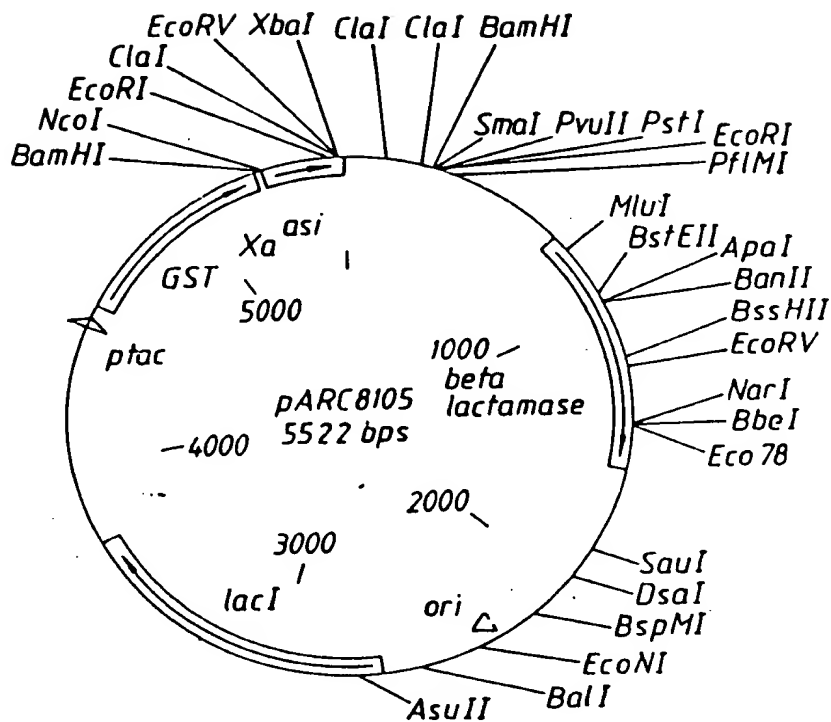 EcoRV XbaI ClaI ClaI BamHI
ClaI
EcoRI
NcoI
BamHI
SmaI PvuII PstI EcoRI
PflMI
MluI
BstEII
ApaI
BanII
BssHII
EcoRV
NarI
BbeI
Eco78
SauI
DsaI
BspMI
EcoNI
BalI
AsuII
Xa asi
GST
5000
ptac
1000
beta
lactamase
pARC8105
5522 bps
4000
2000
3000
lacI
ori